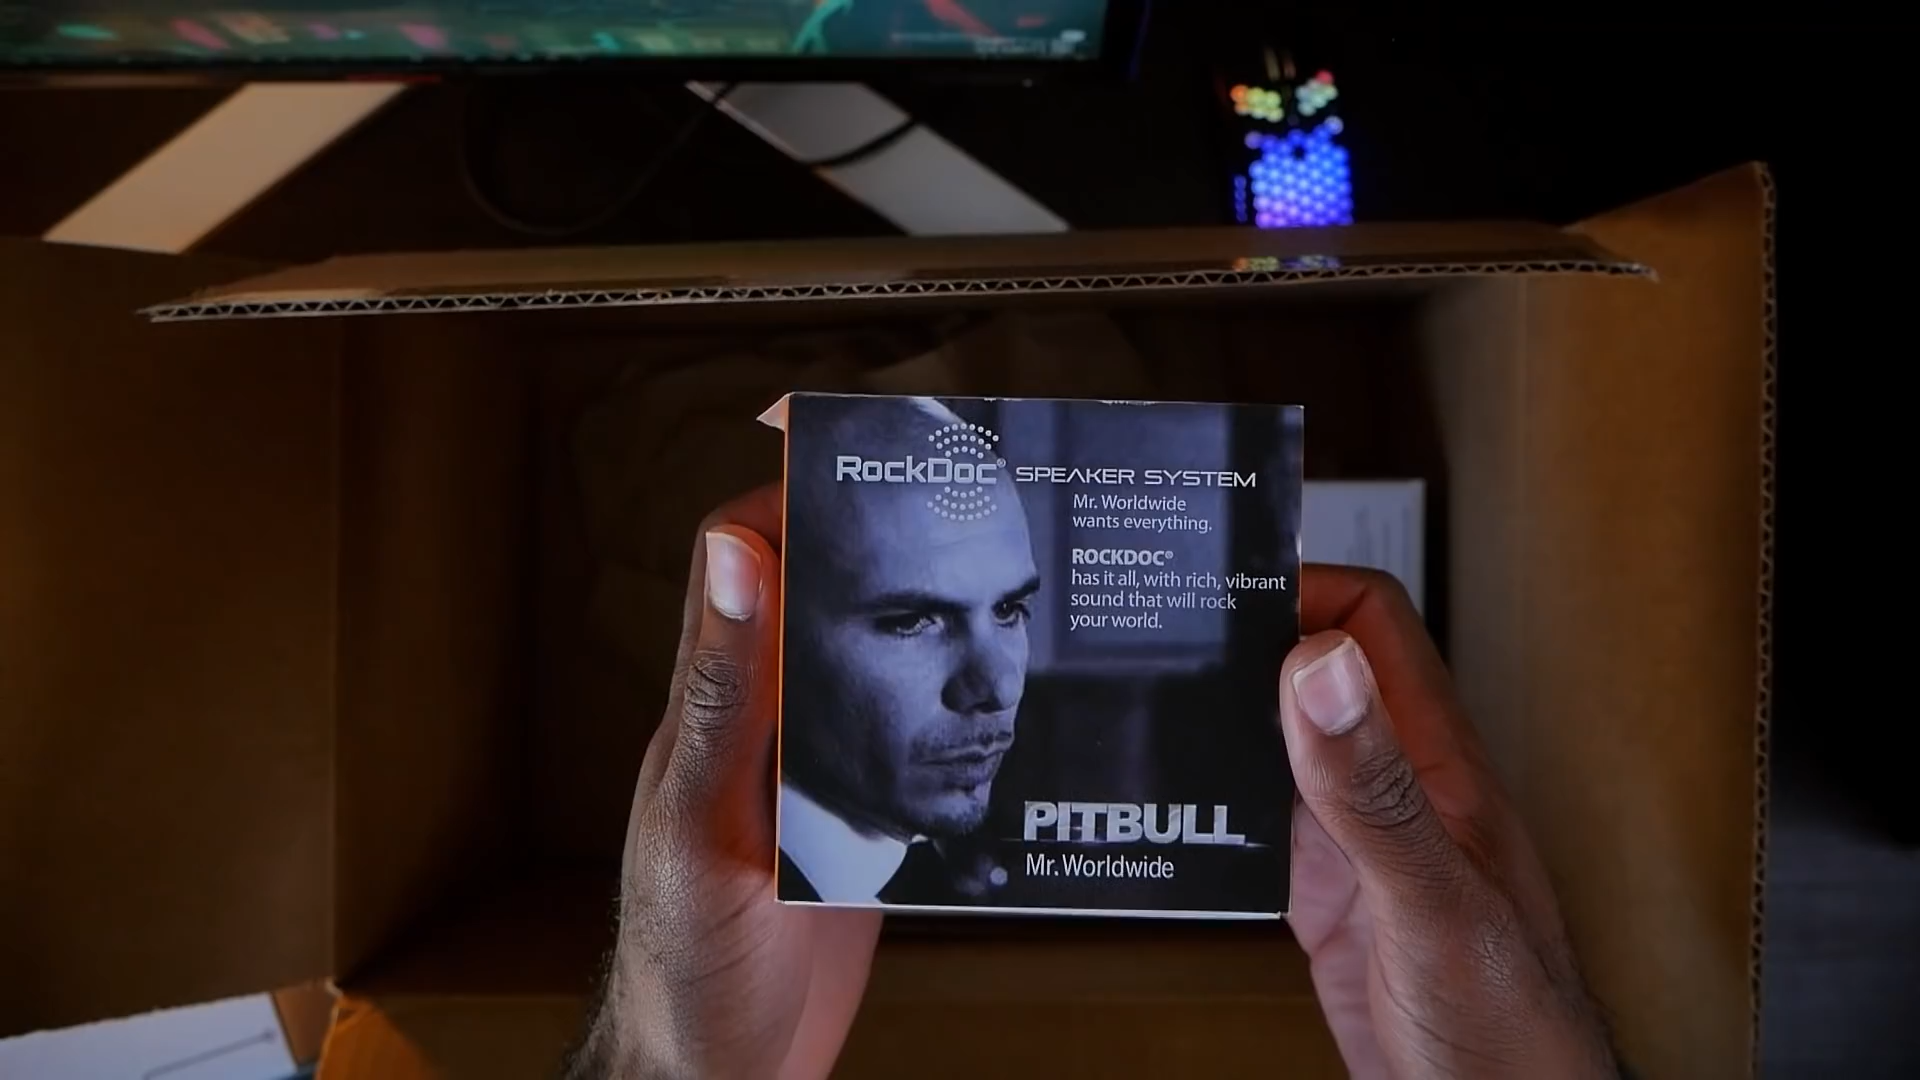 RockDoc® SPEAKER SYSTEM
Mr. Worldwide
wants everything.
ROCKDOC®
has it all, with rich, vibrant
sound that will rock
your world.
PITBULL
Mr.Worldwide